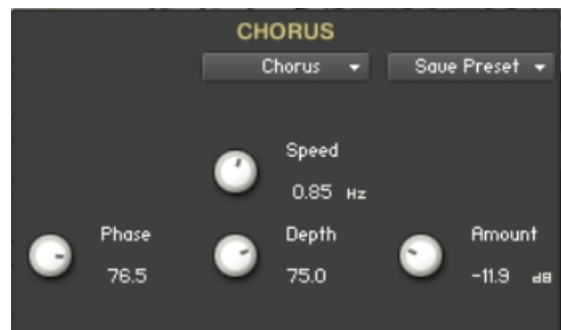 CHORUS
Chorus Save Preset
Speed
0.85 Hz
Phase Depth Amount
76.5 75.0 -11.9 dB